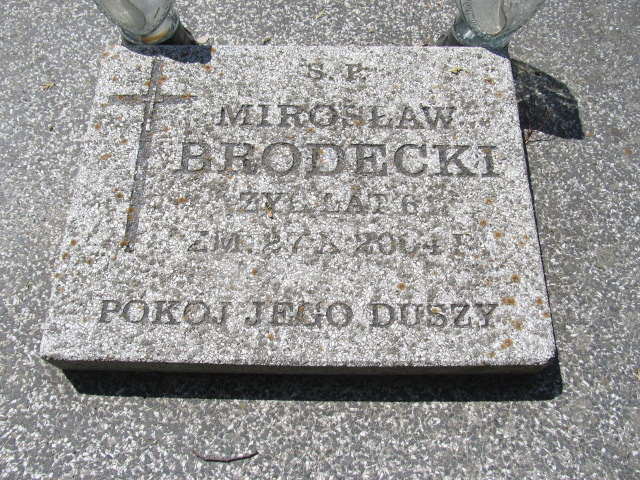 Ś. P.
MIROSŁAW
BRODECKI
ŻYŁ LAT
ZM. 2004 R.
POKÓJ JEGO DUSZY